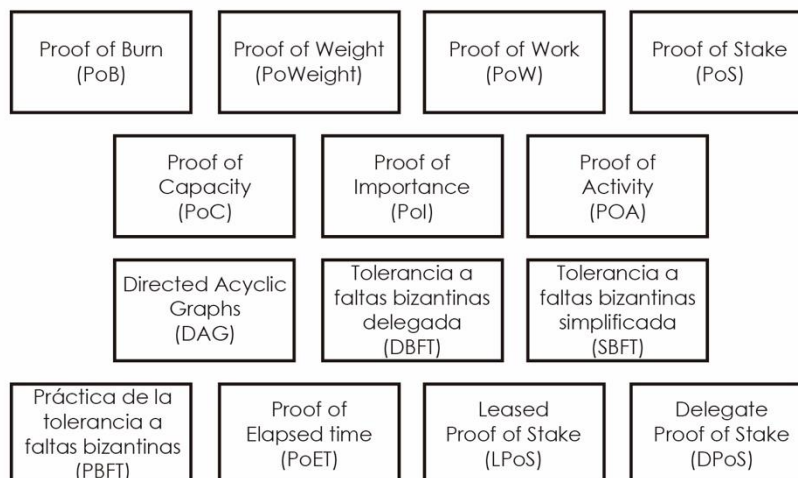 Proof of Burn
(PoB)
Proof of Weight
(PoWeight)
Proof of Work
(PoW)
Proof of Stake
(PoS)
Proof of
Capacity
(PoC)
Proof of
Importance
(PoI)
Proof of
Activity
(POA)
Directed Acyclic
Graphs
(DAG)
Tolerancia a
faltas bizantinas
delegada
(DBFT)
Tolerancia a
faltas bizantinas
simplificada
(SBFT)
Práctica de la
tolerancia a
faltas bizantinas
(PBFT)
Proof of
Elapsed time
(PoET)
Leased
Proof of Stake
(LPoS)
Delegate
Proof of Stake
(DPoS)